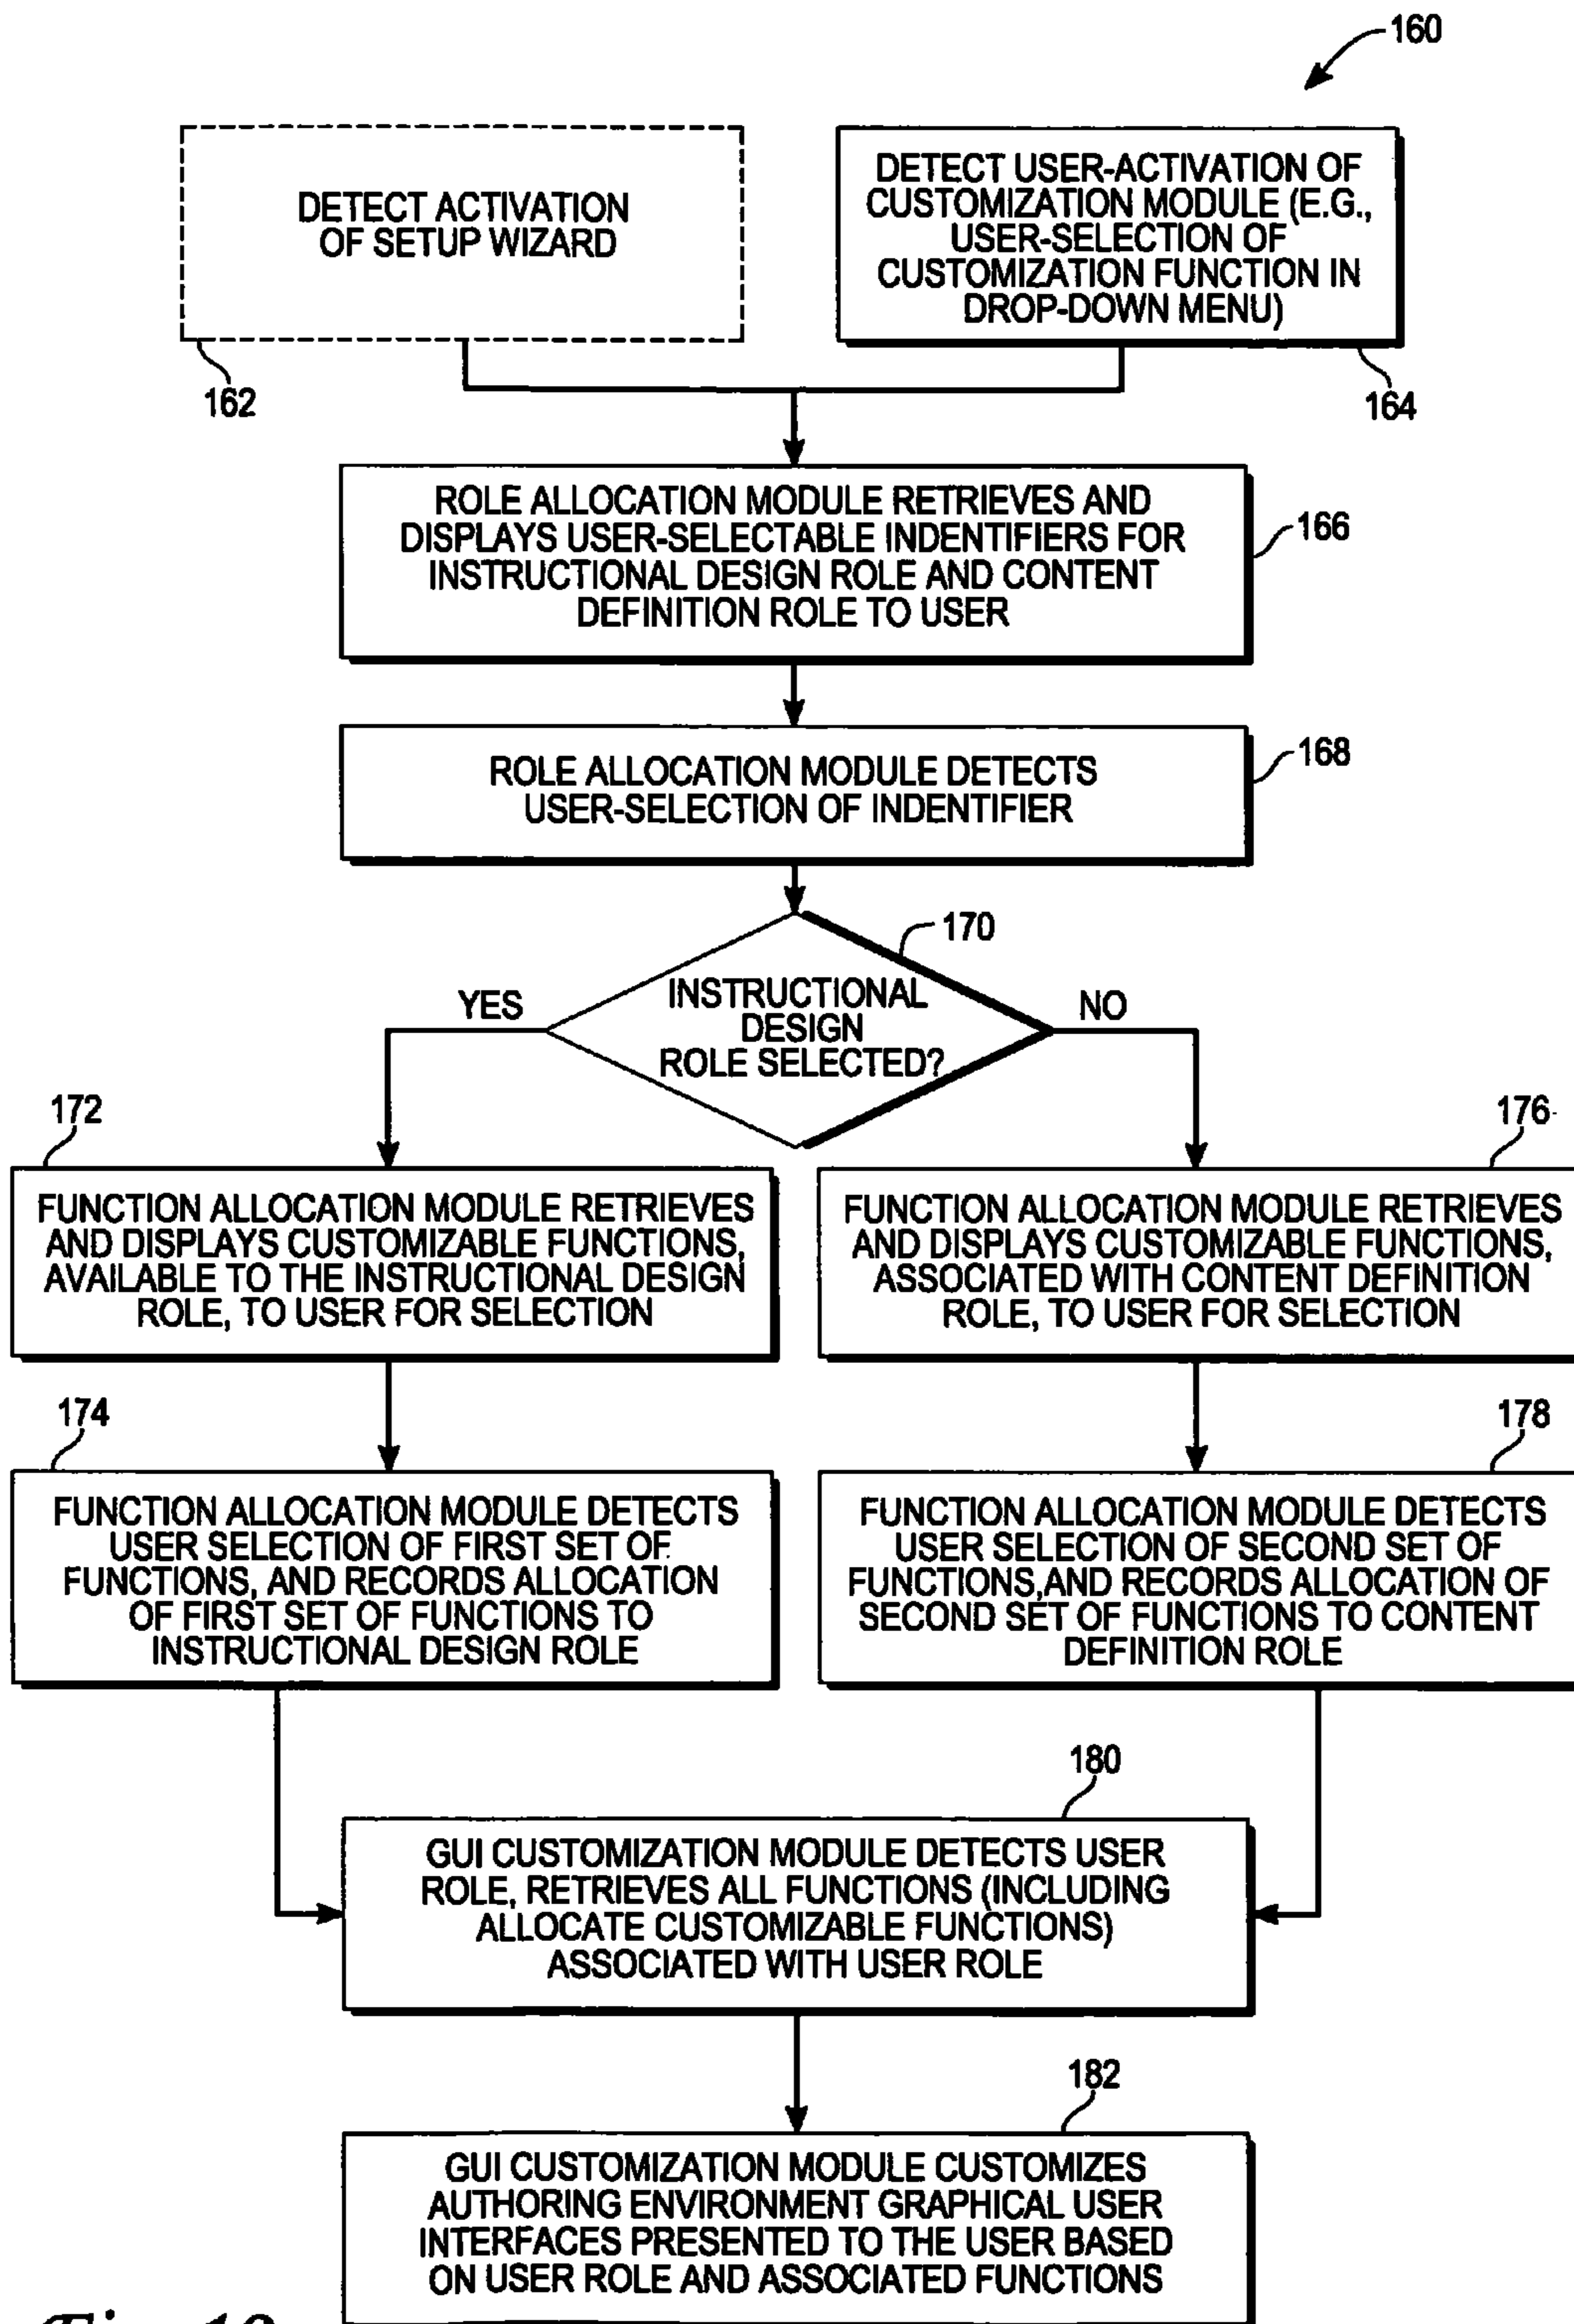 160
DETECT ACTIVATION
OF SETUP WIZARD
162
DETECT USER-ACTIVATION OF
CUSTOMIZATION MODULE (E.G.,
USER-SELECTION OF
CUSTOMIZATION FUNCTION IN
DROP-DOWN MENU)
164
ROLE ALLOCATION MODULE RETRIEVES AND
DISPLAYS USER-SELECTABLE INDENTIFIERS FOR
INSTRUCTIONAL DESIGN ROLE AND CONTENT
DEFINITION ROLE TO USER
166
ROLE ALLOCATION MODULE DETECTS
USER-SELECTION OF INDENTIFIER
168
170
INSTRUCTIONAL
DESIGN
ROLE SELECTED?
YES
NO
172
FUNCTION ALLOCATION MODULE RETRIEVES
AND DISPLAYS CUSTOMIZABLE FUNCTIONS,
AVAILABLE TO THE INSTRUCTIONAL DESIGN
ROLE, TO USER FOR SELECTION
176
FUNCTION ALLOCATION MODULE RETRIEVES
AND DISPLAYS CUSTOMIZABLE FUNCTIONS,
ASSOCIATED WITH CONTENT DEFINITION
ROLE, TO USER FOR SELECTION
174
FUNCTION ALLOCATION MODULE DETECTS
USER SELECTION OF FIRST SET OF
FUNCTIONS, AND RECORDS ALLOCATION
OF FIRST SET OF FUNCTIONS TO
INSTRUCTIONAL DESIGN ROLE
178
FUNCTION ALLOCATION MODULE DETECTS
USER SELECTION OF SECOND SET OF
FUNCTIONS,AND RECORDS ALLOCATION OF
SECOND SET OF FUNCTIONS TO CONTENT
DEFINITION ROLE
180
GUI CUSTOMIZATION MODULE DETECTS USER
ROLE, RETRIEVES ALL FUNCTIONS (INCLUDING
ALLOCATE CUSTOMIZABLE FUNCTIONS)
ASSOCIATED WITH USER ROLE
182
GUI CUSTOMIZATION MODULE CUSTOMIZES
AUTHORING ENVIRONMENT GRAPHICAL USER
INTERFACES PRESENTED TO THE USER BASED
ON USER ROLE AND ASSOCIATED FUNCTIONS